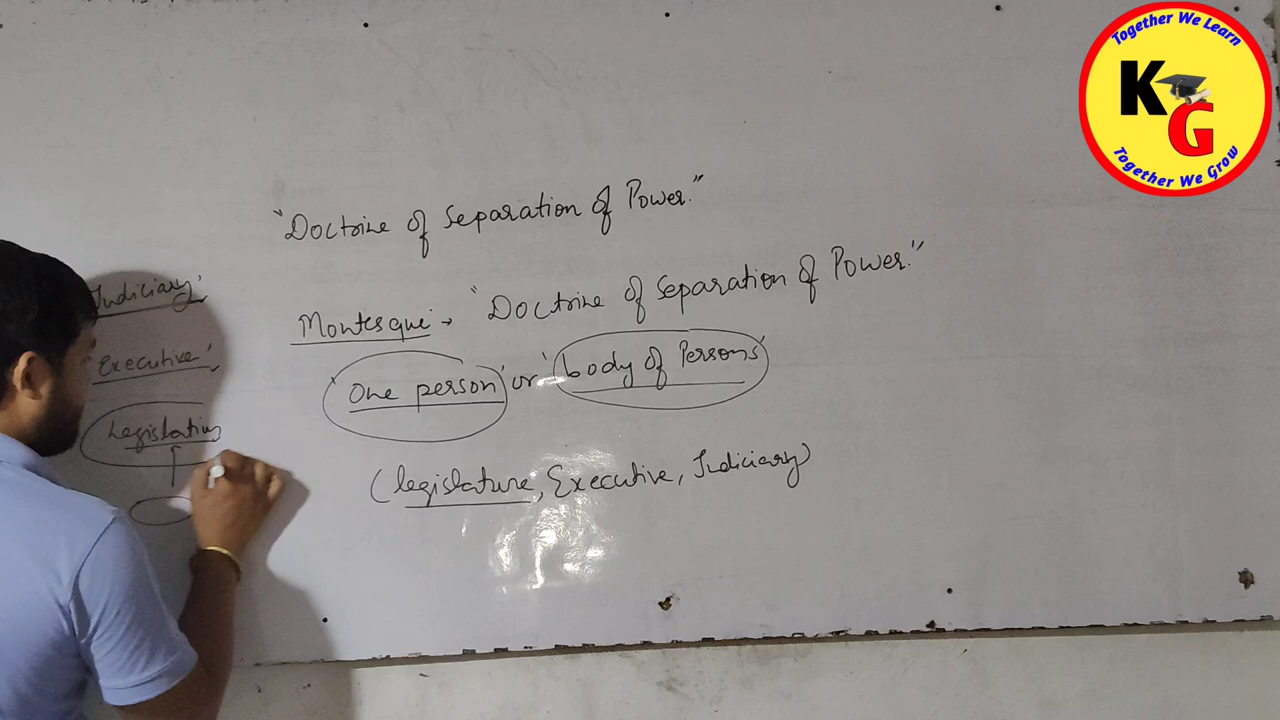 Together We Learn
KG
Together We Grow
"Doctrine of Separation of Power."
Montesque → "Doctrine of Separation of Power."
'One person' or 'body of Persons'
(legislature, Executive, Judiciary)
Judiciary'
'Executive'